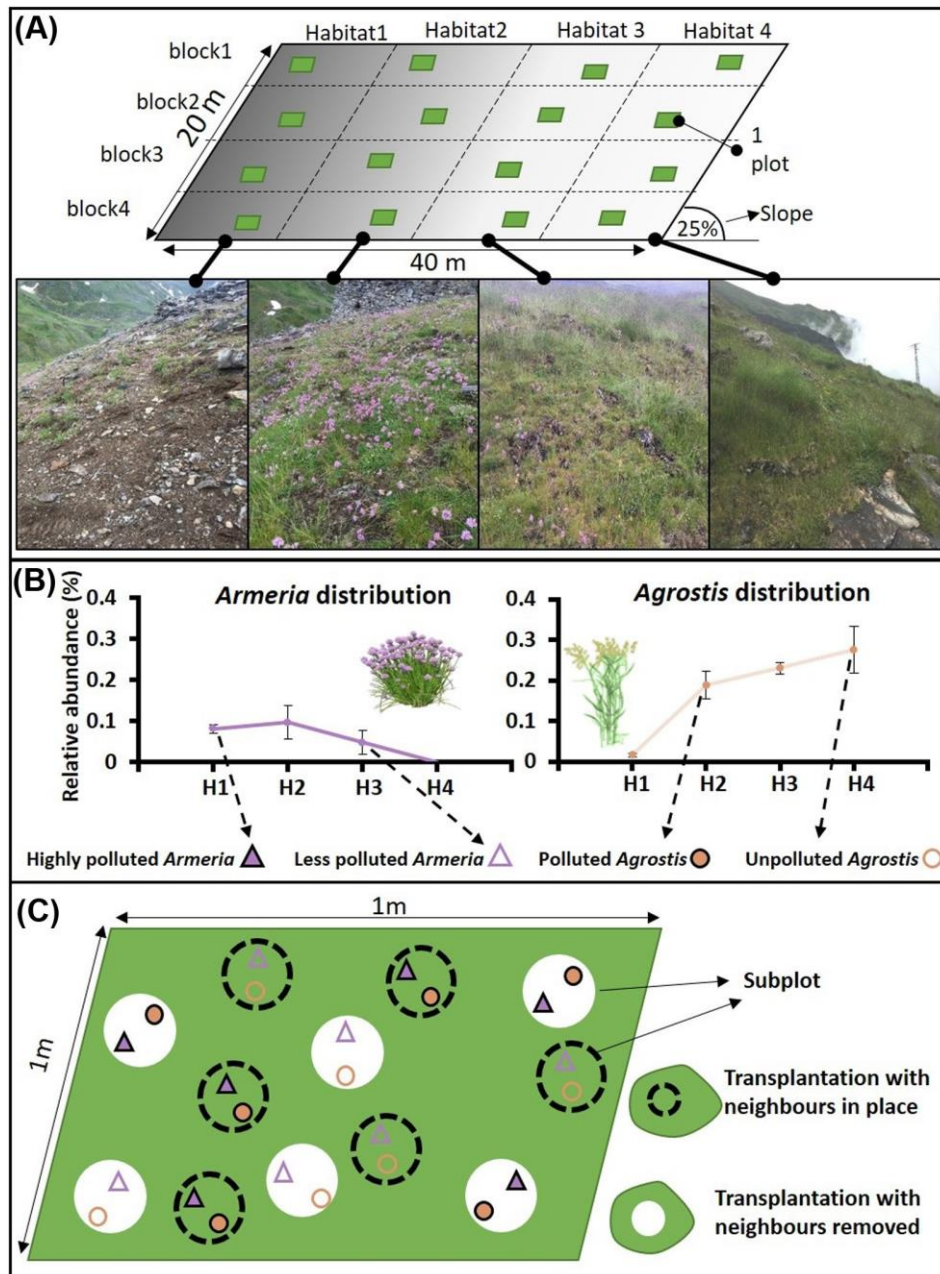 (A)
Habitat1 Habitat2 Habitat 3 Habitat 4
block1
block2
block3
block4
20 m
1
plot
Slope
25%
40 m
(B)
Armeria distribution
Agrostis distribution
Relative abundance (%)
0.4
0.3
0.2
0.1
0
H1 H2 H3 H4
0.4
0.3
0.2
0.1
0
H1 H2 H3 H4
Highly polluted Armeria
Less polluted Armeria
Polluted Agrostis
Unpolluted Agrostis
(C)
1m
1m
Subplot
Transplantation with
neighbours in place
Transplantation with
neighbours removed